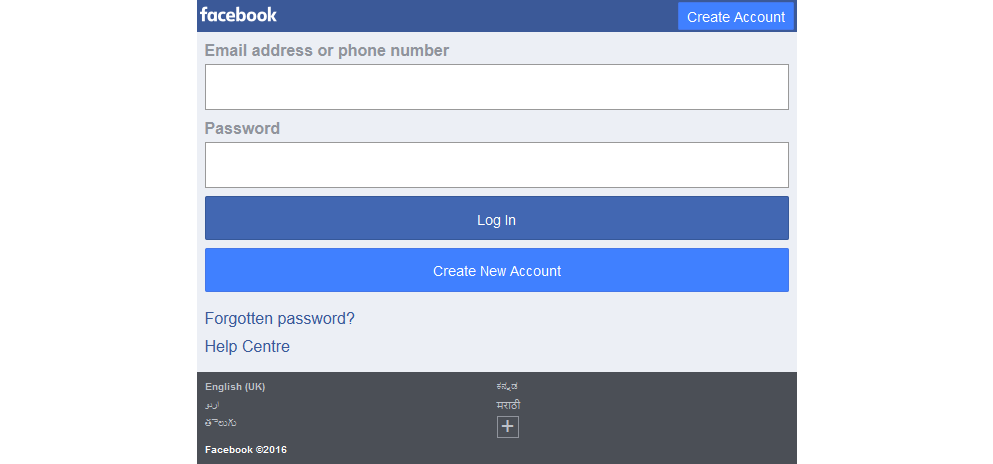 facebook
Create Account
Email address or phone number
Password
Log In
Create New Account
Forgotten password?
Help Centre
English (UK)
ಕನ್ನಡ
اردو
मराठी
తెలుగు
+
Facebook ©2016